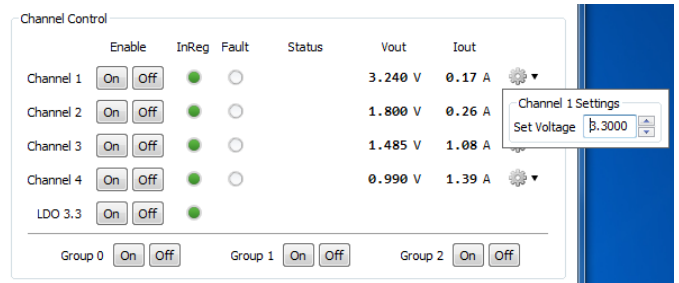 Channel Control
Enable InReg Fault Status Vout Iout
Channel 1 On Off 3.240 V 0.17 A
Channel 2 On Off 1.800 V 0.26 A
Channel 1 Settings
Set Voltage 3.3000
Channel 3 On Off 1.485 V 1.08 A
Channel 4 On Off 0.990 V 1.39 A
LDO 3.3 On Off
Group 0 On Off Group 1 On Off Group 2 On Off